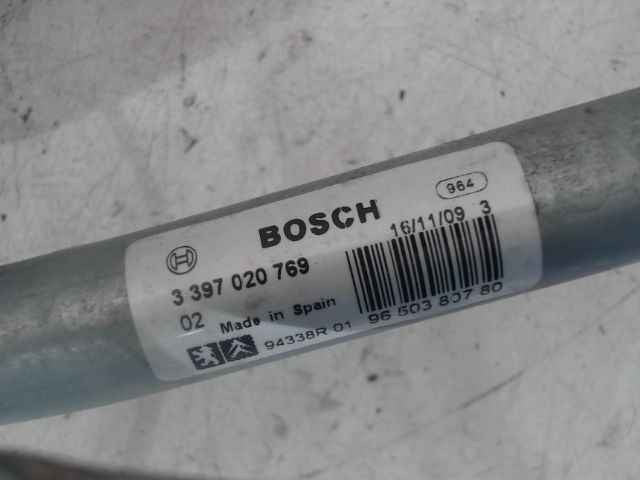 964
BOSCH
16/11/09 3
3 397 020 769
02 Made in Spain
94338R 01
96 503 807 80